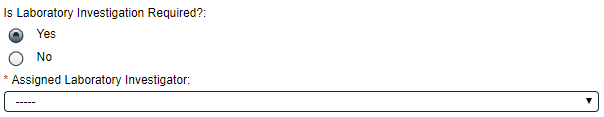 Is Laboratory Investigation Required?:
Yes
No
* Assigned Laboratory Investigator:
-----